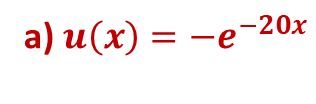 a) u(x) = −e⁻²⁰ˣ